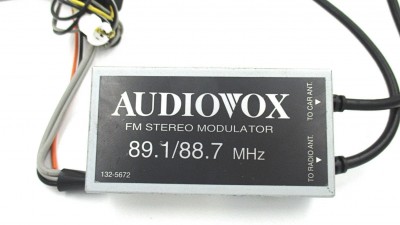 AUDIOVOX
FM STEREO MODULATOR
89.1/88.7 MHz
132-5672
TO CAR ANT.
TO RADIO ANT.